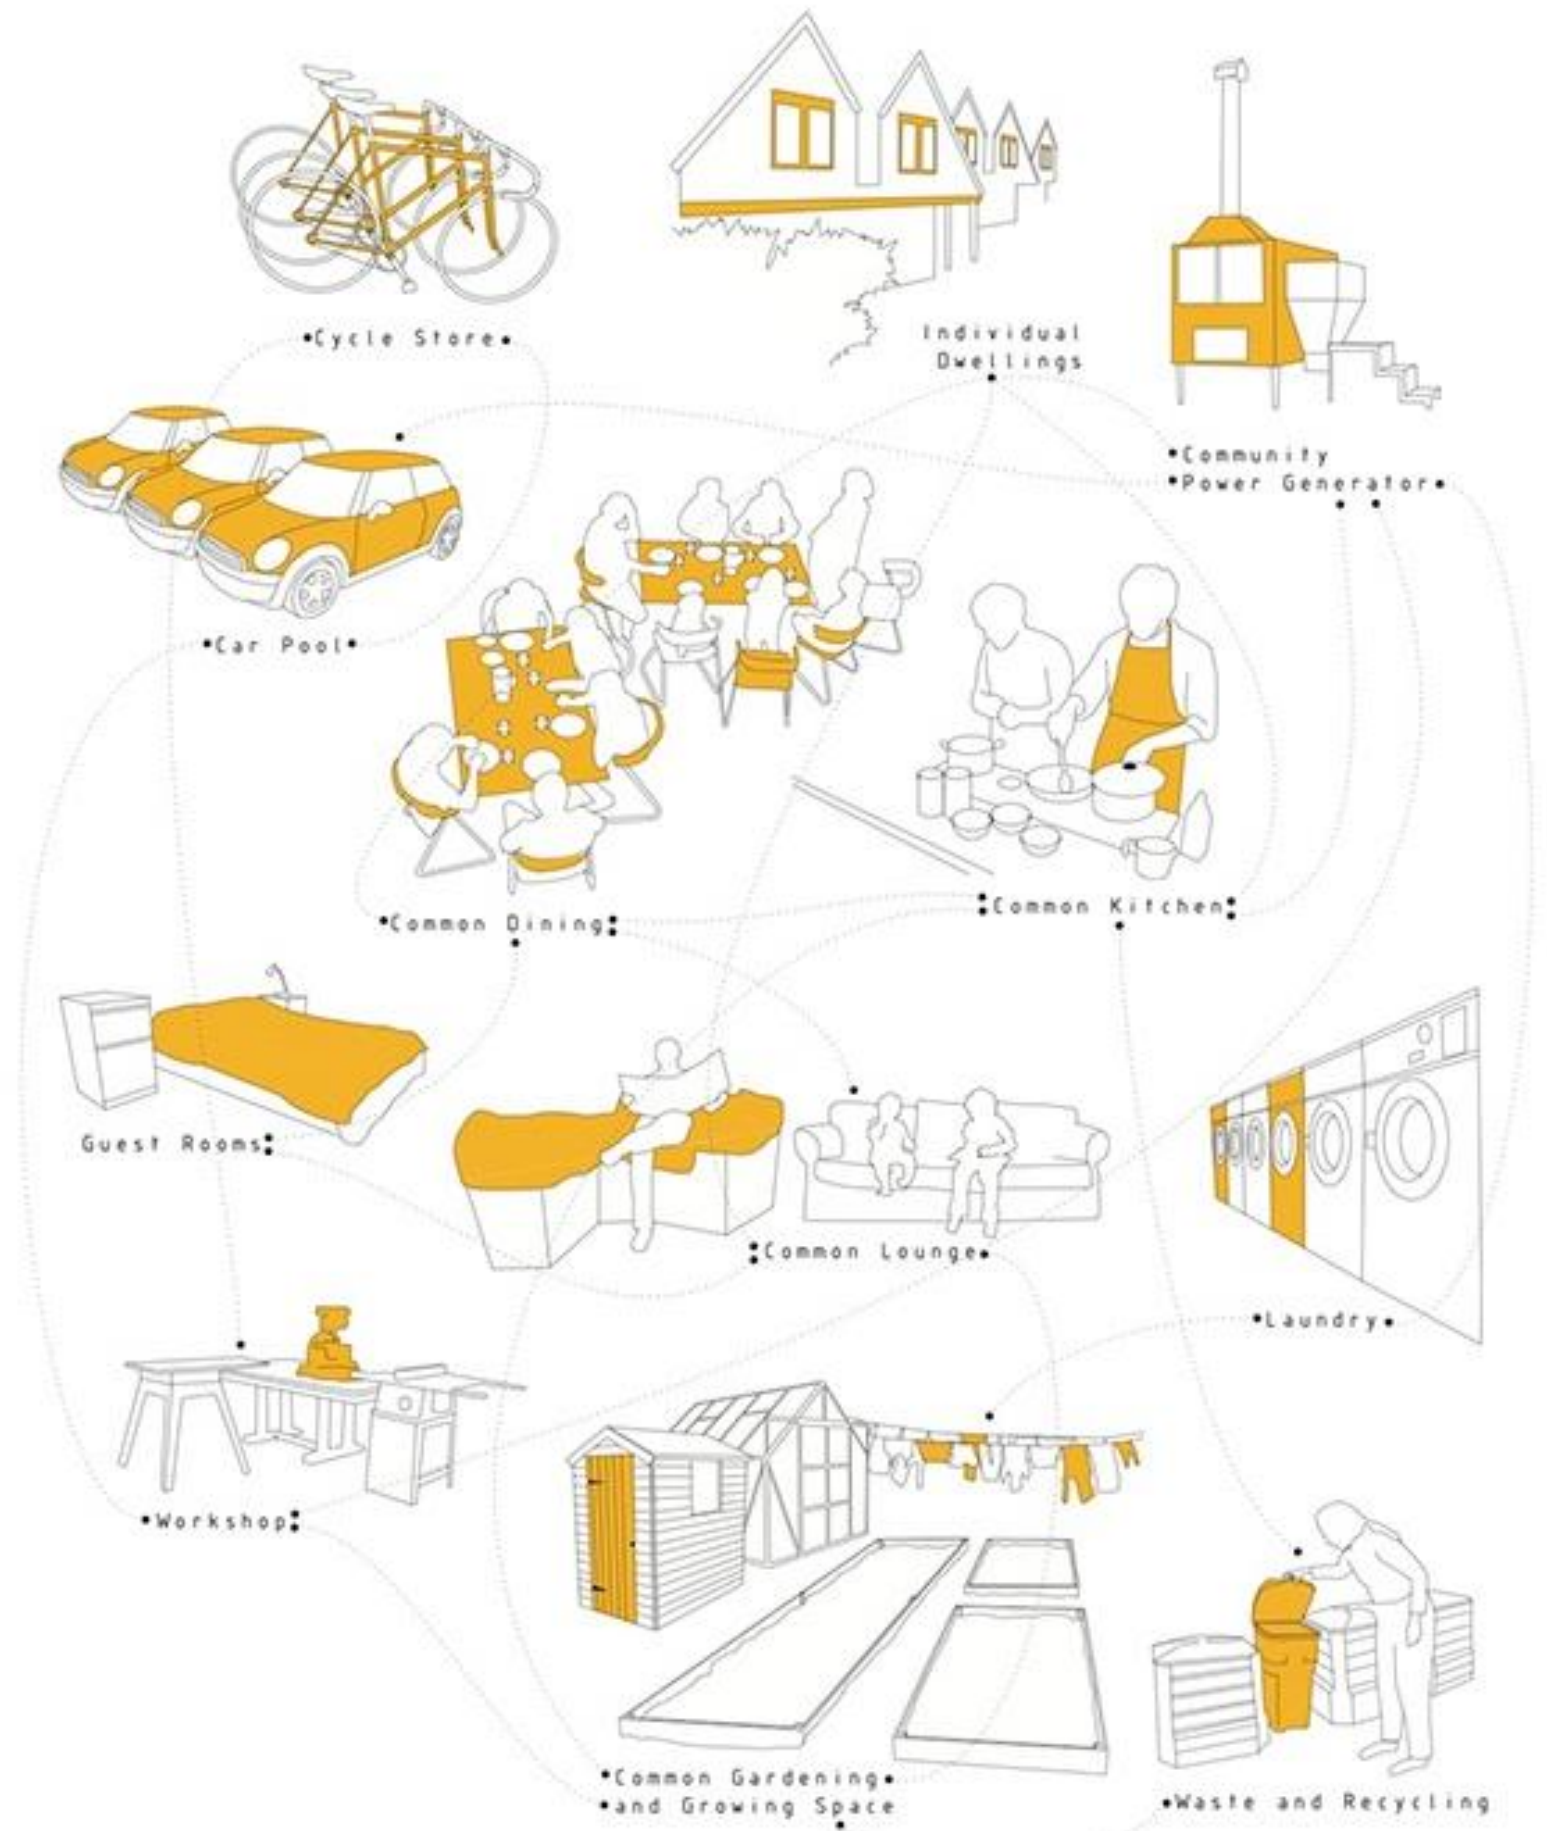 Cycle Store
Individual
Dwellings
Community
Power Generator
Car Pool
Common Dining
Common Kitchen
Guest Rooms
Common Lounge
Laundry
Workshop
Common Gardening
and Growing Space
Waste and Recycling